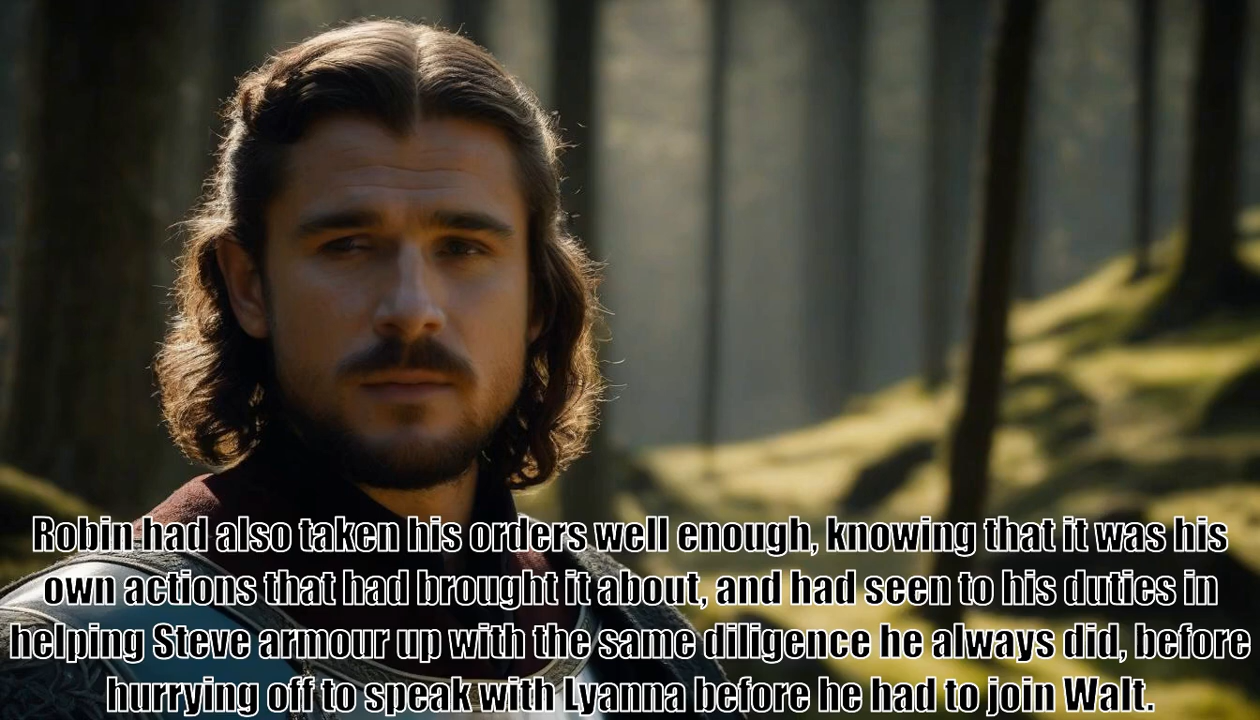 Robin had also taken his orders well enough, knowing that it was his
own actions that had brought it about, and had seen to his duties in
helping Steve armour up with the same diligence he always did, before
hurrying off to speak with Lyanna before he had to join Walt.